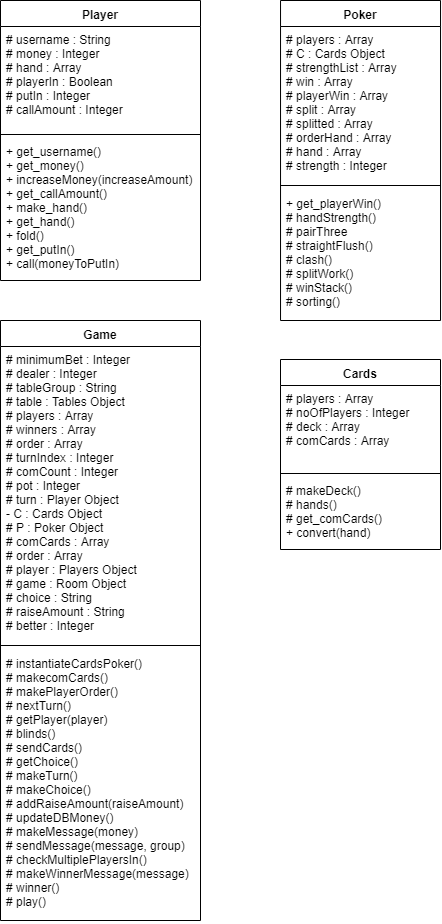 Player
# username : String
# money : Integer
# hand : Array
# playerIn : Boolean
# putIn : Integer
# callAmount : Integer
+ get_username()
+ get_money()
+ increaseMoney(increaseAmount)
+ get_callAmount()
+ make_hand()
+ get_hand()
+ fold()
+ get_putIn()
+ call(moneyToPutIn)
Poker
# players : Array
# C : Cards Object
# strengthList : Array
# win : Array
# playerWin : Array
# split : Array
# splitted : Array
# orderHand : Array
# hand : Array
# strength : Integer
+ get_playerWin()
# handStrength()
# pairThree
# straightFlush()
# clash()
# splitWork()
# winStack()
# sorting()
Game
# minimumBet : Integer
# dealer : Integer
# tableGroup : String
# table : Tables Object
# players : Array
# winners : Array
# order : Array
# turnIndex : Integer
# comCount : Integer
# pot : Integer
# turn : Player Object
- C : Cards Object
# P : Poker Object
# comCards : Array
# order : Array
# player : Players Object
# game : Room Object
# choice : String
# raiseAmount : String
# better : Integer
# instantiateCardsPoker()
# makecomCards()
# makePlayerOrder()
# nextTurn()
# getPlayer(player)
# blinds()
# sendCards()
# getChoice()
# makeTurn()
# makeChoice()
# addRaiseAmount(raiseAmount)
# updateDBMoney()
# makeMessage(money)
# sendMessage(message, group)
# checkMultiplePlayersIn()
# makeWinnerMessage(message)
# winner()
# play()
Cards
# players : Array
# noOfPlayers : Integer
# deck : Array
# comCards : Array
# makeDeck()
# hands()
# get_comCards()
+ convert(hand)